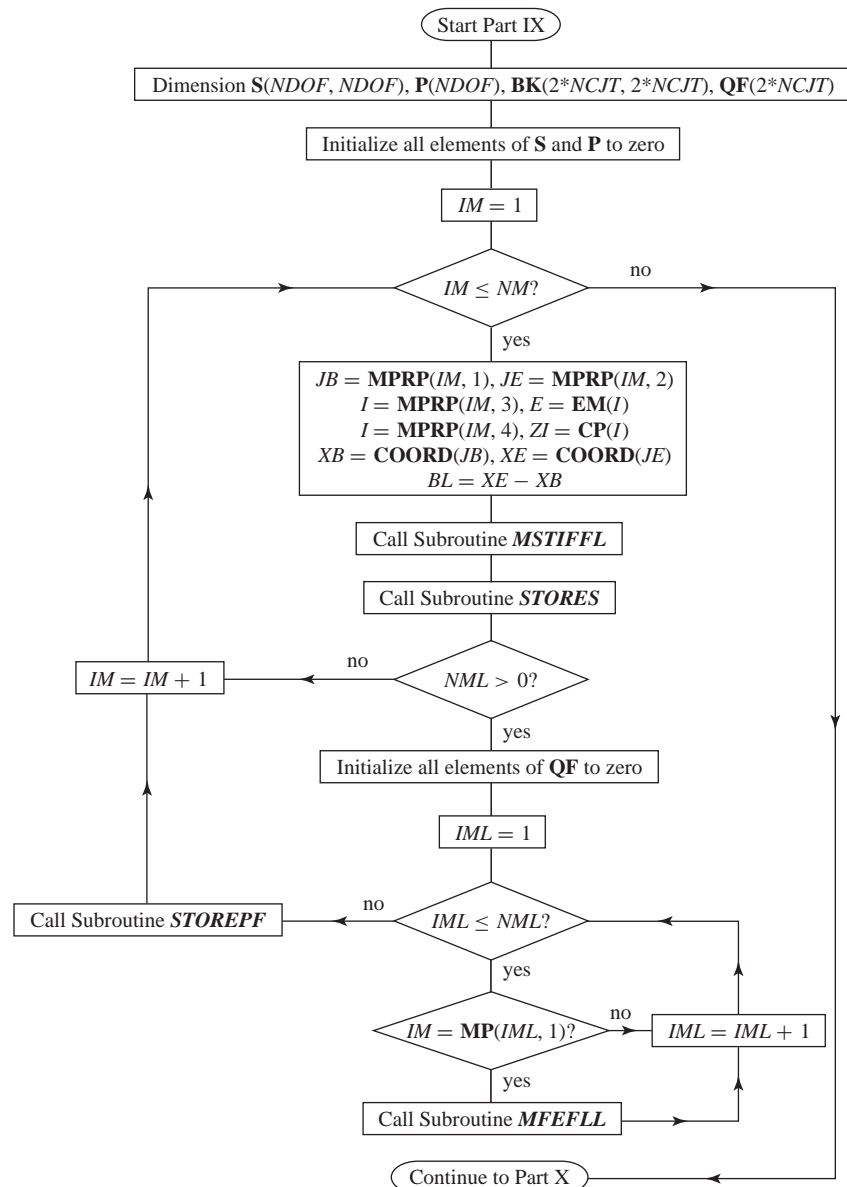 Start Part IX
Dimension S(NDOF, NDOF), P(NDOF), BK(2*NCJT, 2*NCJT), QF(2*NCJT)
Initialize all elements of S and P to zero
IM = 1
IM ≤ NM?
no
yes
JB = MPRP(IM, 1), JE = MPRP(IM, 2)
I = MPRP(IM, 3), E = EM(I)
I = MPRP(IM, 4), ZI = CP(I)
XB = COORD(JB), XE = COORD(JE)
BL = XE − XB
Call Subroutine MSTIFFL
Call Subroutine STORES
NML > 0?
no
IM = IM + 1
yes
Initialize all elements of QF to zero
IML = 1
IML ≤ NML?
no
Call Subroutine STOREPF
yes
IM = MP(IML, 1)?
no
IML = IML + 1
yes
Call Subroutine MFEFLL
Continue to Part X